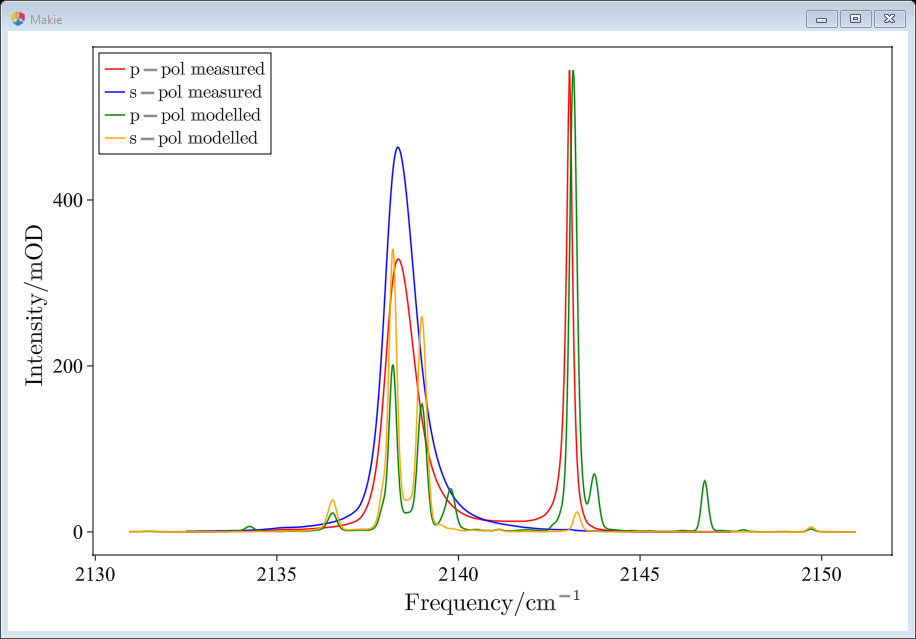 Makie
p − pol measured
s − pol measured
p − pol modelled
s − pol modelled
400
200
0
Intensity/mOD
2130 2135 2140 2145 2150
Frequency/cm⁻¹